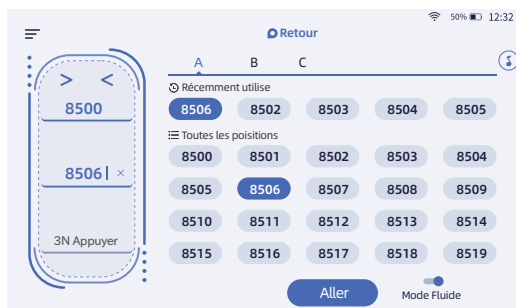 50% 12:32
Retour
A B C
> <
8500
8506 ×
3N Appuyer
Récemment utilise
8506 8502 8503 8504 8505
Toutes les poisitions
8500 8501 8502 8503 8504
8505 8506 8507 8508 8509
8510 8511 8512 8513 8514
8515 8516 8517 8518 8519
Aller
Mode Fluide